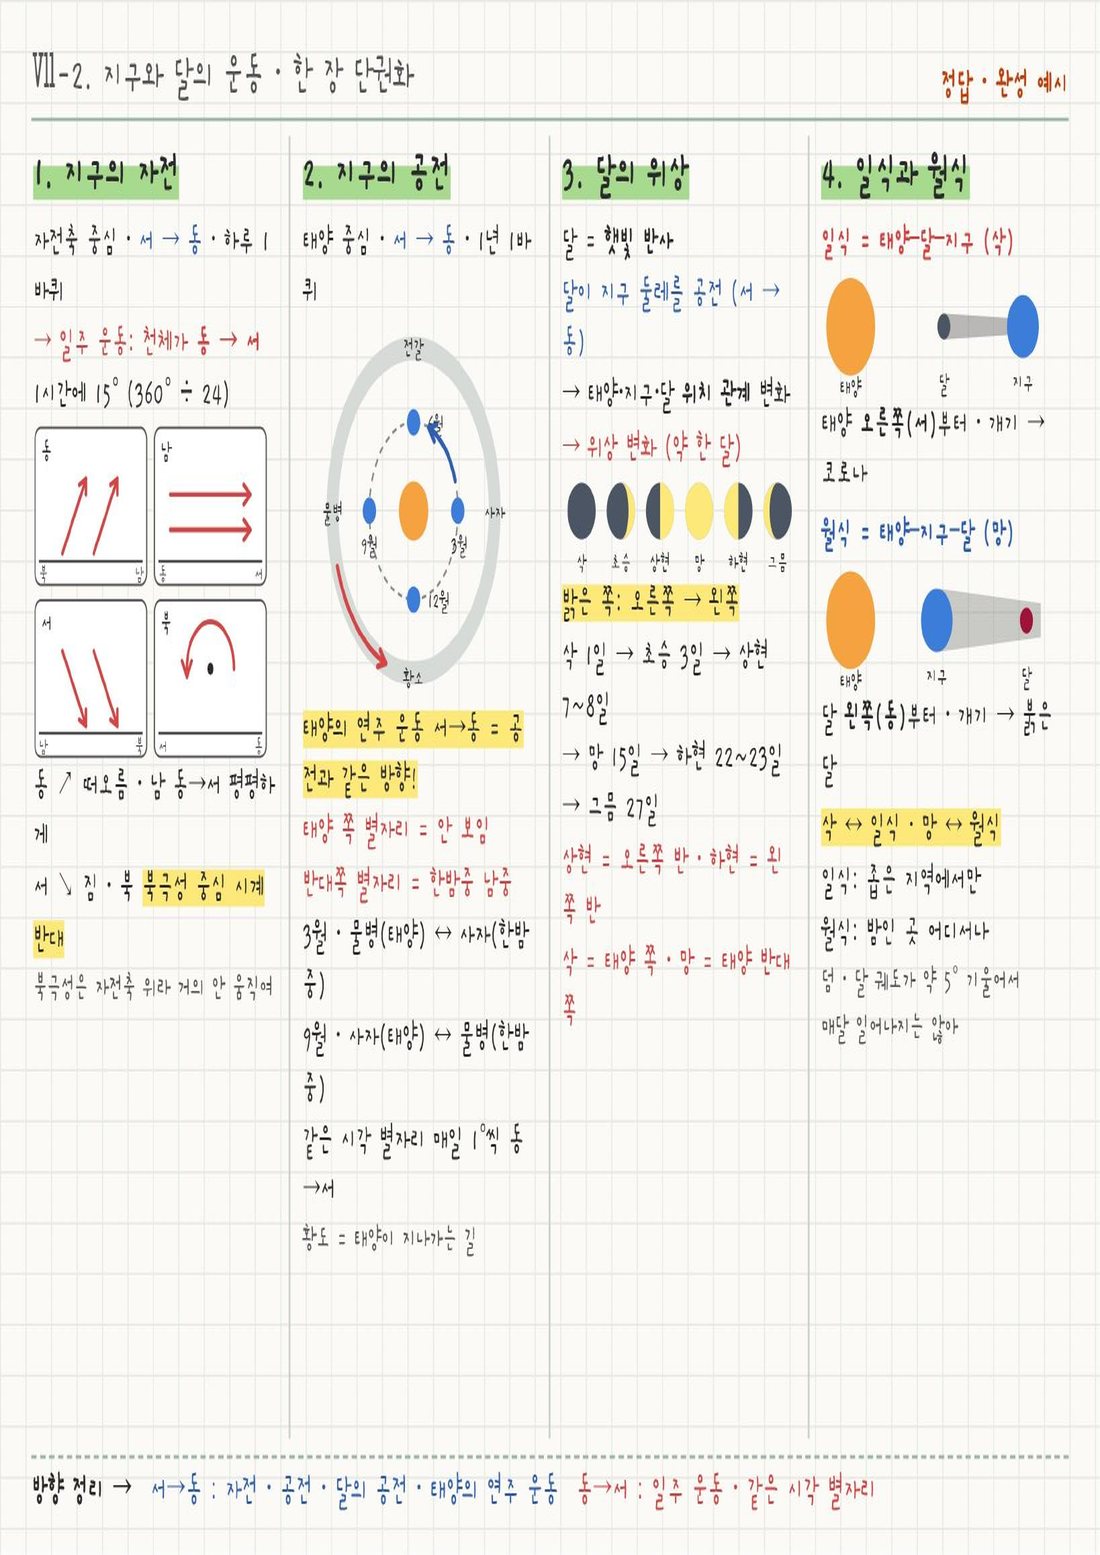 Ⅶ-2. 지구와 달의 운동 · 한 장 단권화
정답 · 완성 예시
1. 지구의 자전
자전축 중심 · 서 → 동 · 하루 1
바퀴
→ 일주 운동: 천체가 동 → 서
1시간에 15° (360° ÷ 24)
동
북 남
남
동 서
서
남 북
북
서 동
동 ↗ 떠오름 · 남 동→서 평평하
게
서 ↘ 짐 · 북 북극성 중심 시계
반대
북극성은 자전축 위라 거의 안 움직여
2. 지구의 공전
태양 중심 · 서 → 동 · 1년 1바
퀴
전갈
6월
물병
사자
9월
3월
12월
황소
태양의 연주 운동 서→동 = 공
전과 같은 방향!
태양 쪽 별자리 = 안 보임
반대쪽 별자리 = 한밤중 남중
3월 · 물병(태양) ↔ 사자(한밤
중)
9월 · 사자(태양) ↔ 물병(한밤
중)
같은 시각 별자리 매일 1°씩 동
→서
황도 = 태양이 지나가는 길
3. 달의 위상
달 = 햇빛 반사
달이 지구 둘레를 공전 (서 →
동)
→ 태양·지구·달 위치 관계 변화
→ 위상 변화 (약 한 달)
삭 초승 상현 망 하현 그믐
밝은 쪽: 오른쪽 → 왼쪽
삭 1일 → 초승 3일 → 상현
7~8일
→ 망 15일 → 하현 22~23일
→ 그믐 27일
상현 = 오른쪽 반 · 하현 = 왼
쪽 반
삭 = 태양 쪽 · 망 = 태양 반대
쪽
4. 일식과 월식
일식 = 태양–달–지구 (삭)
태양 달 지구
태양 오른쪽(서)부터 · 개기 →
코로나
월식 = 태양–지구–달 (망)
태양 지구 달
달 왼쪽(동)부터 · 개기 → 붉은
달
삭 ↔ 일식 · 망 ↔ 월식
일식: 좁은 지역에서만
월식: 밤인 곳 어디서나
덤 · 달 궤도가 약 5° 기울어서
매달 일어나지는 않아
방향 정리 → 서→동 : 자전 · 공전 · 달의 공전 · 태양의 연주 운동 동→서 : 일주 운동 · 같은 시각 별자리